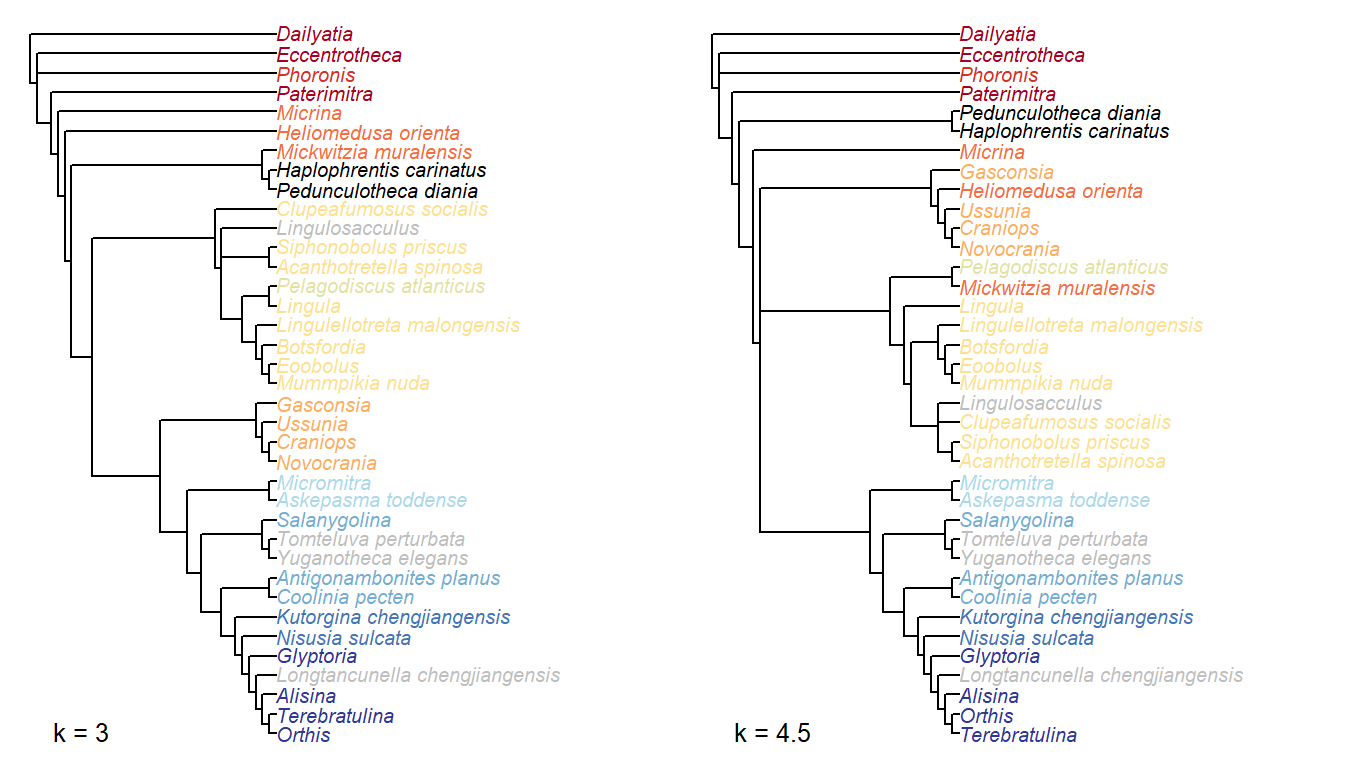 Dailyatia
Eccentrotheca
Phoronis
Paterimitra
Micrina
Heliomedusa orienta
Mickwitzia muralensis
Haplophrentis carinatus
Pedunculotheca diania
Clupeafumosus socialis
Lingulosacculus
Siphonobolus priscus
Acanthotretella spinosa
Pelagodiscus atlanticus
Lingula
Lingulellotreta malongensis
Botsfordia
Eoobolus
Mummpikia nuda
Gasconsia
Ussunia
Craniops
Novocrania
Micromitra
Askepasma toddense
Salanygolina
Tomteluva perturbata
Yuganotheca elegans
Antigonambonites planus
Coolinia pecten
Kutorgina chengjiangensis
Nisusia sulcata
Glyptoria
Longtancunella chengjiangensis
Alisina
Terebratulina
Orthis
k = 3
Dailyatia
Eccentrotheca
Phoronis
Paterimitra
Pedunculotheca diania
Haplophrentis carinatus
Micrina
Gasconsia
Heliomedusa orienta
Ussunia
Craniops
Novocrania
Pelagodiscus atlanticus
Mickwitzia muralensis
Lingula
Lingulellotreta malongensis
Botsfordia
Eoobolus
Mummpikia nuda
Lingulosacculus
Clupeafumosus socialis
Siphonobolus priscus
Acanthotretella spinosa
Micromitra
Askepasma toddense
Salanygolina
Tomteluva perturbata
Yuganotheca elegans
Antigonambonites planus
Coolinia pecten
Kutorgina chengjiangensis
Nisusia sulcata
Glyptoria
Longtancunella chengjiangensis
Alisina
Orthis
Terebratulina
k = 4.5